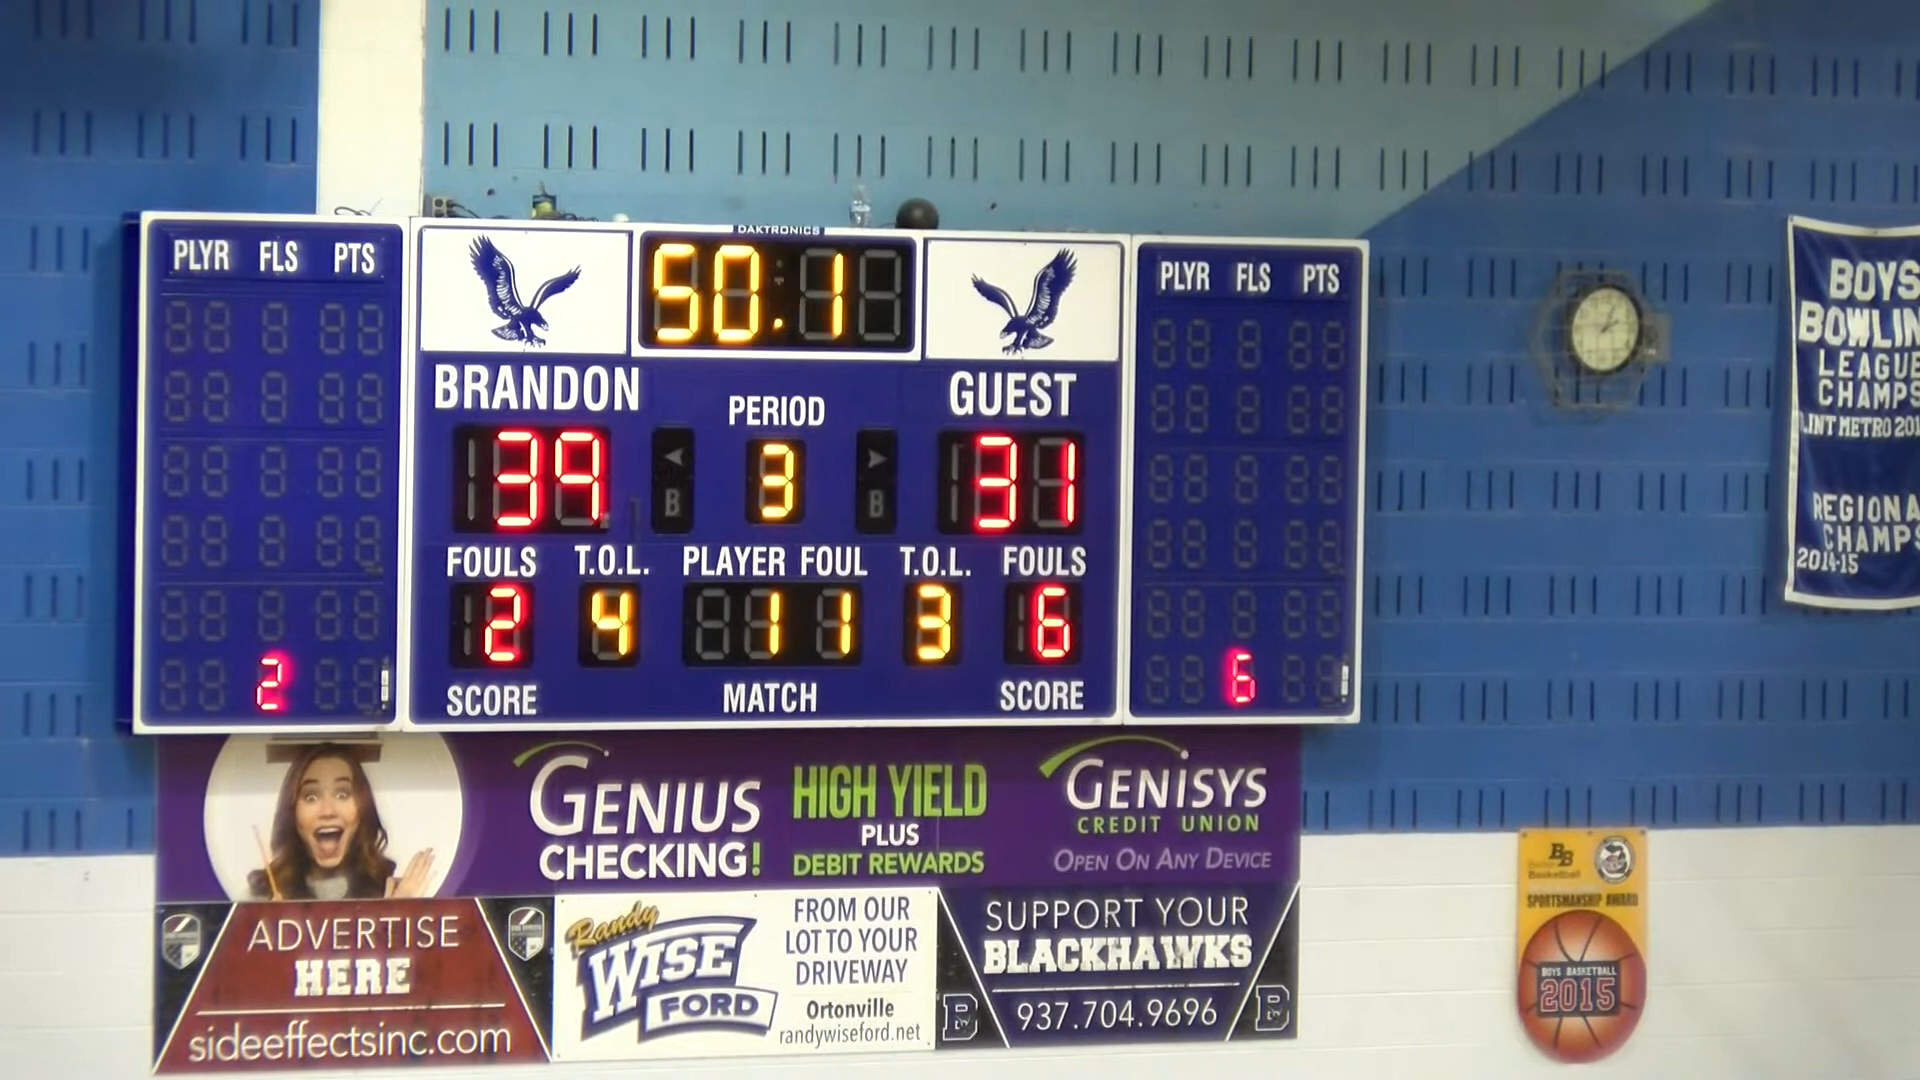 DAKTRONICS
PLYR FLS PTS
50.1
PLYR FLS PTS
BRANDON
PERIOD
GUEST
39
B
3
B
31
FOULS T.O.L. PLAYER FOUL T.O.L. FOULS
2 4 11 3 6
2
6
SCORE MATCH SCORE
BOYS
LEAGUE
CHAMPS
CHAMPS
2014-15
GENIUS
CHECKING!
HIGH YIELD
PLUS
DEBIT REWARDS
GENISYS
CREDIT UNION
OPEN ON ANY DEVICE
ADVERTISE
HERE
sideeffectsinc.com
Randy
WISE
FORD
FROM OUR
LOT TO YOUR
DRIVEWAY
Ortonville
randywiseford.net
SUPPORT YOUR
BLACKHAWKS
937.704.9696
B
B
BB
Basketball
SPORTSMANSHIP AWARD
BOYS BASKETBALL
2015